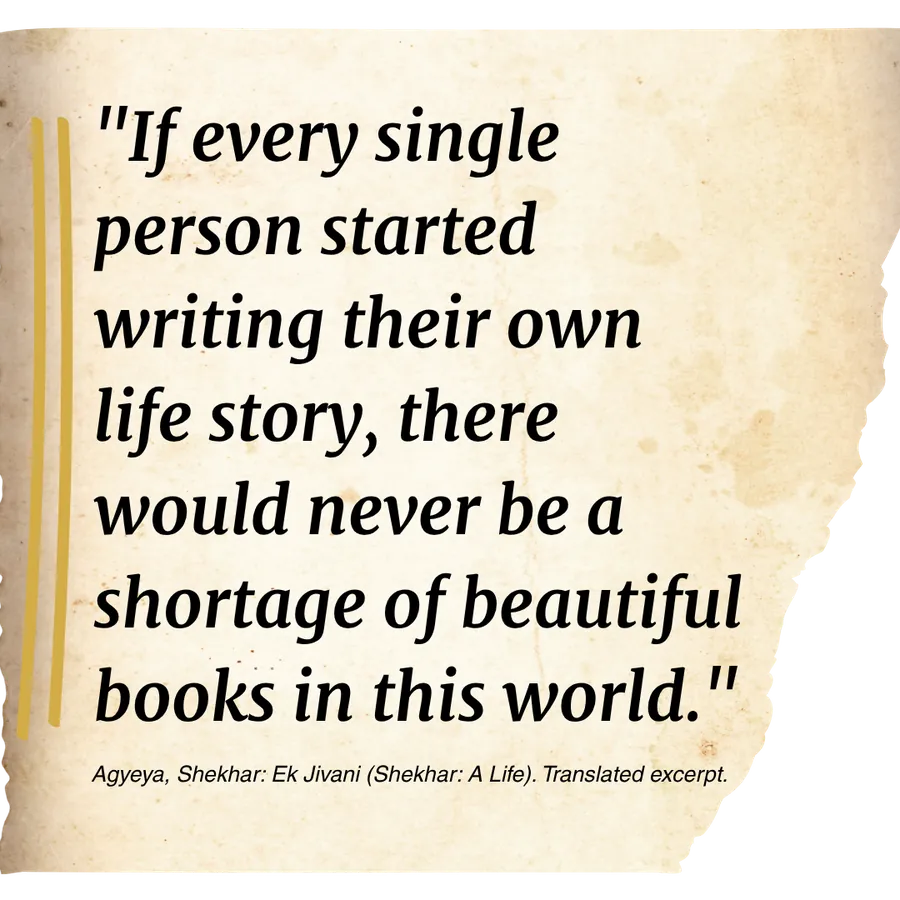 "If every single
person started
writing their own
life story, there
would never be a
shortage of beautiful
books in this world."
Agyeya, Shekhar: Ek Jivani (Shekhar: A Life). Translated excerpt.